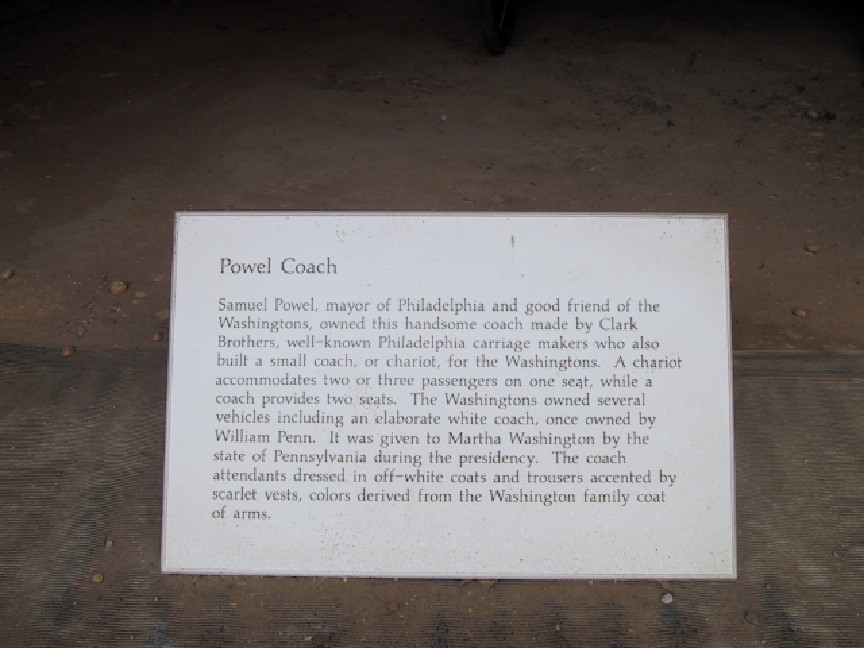 Powel Coach
Samuel Powel, mayor of Philadelphia and good friend of the
Washingtons, owned this handsome coach made by Clark
Brothers, well-known Philadelphia carriage makers who also
built a small coach, or chariot, for the Washingtons. A chariot
accommodates two or three passengers on one seat, while a
coach provides two seats. The Washingtons owned several
vehicles including an elaborate white coach, once owned by
William Penn. It was given to Martha Washington by the
state of Pennsylvania during the presidency. The coach
attendants dressed in off-white coats and trousers accented by
scarlet vests, colors derived from the Washington family coat
of arms.